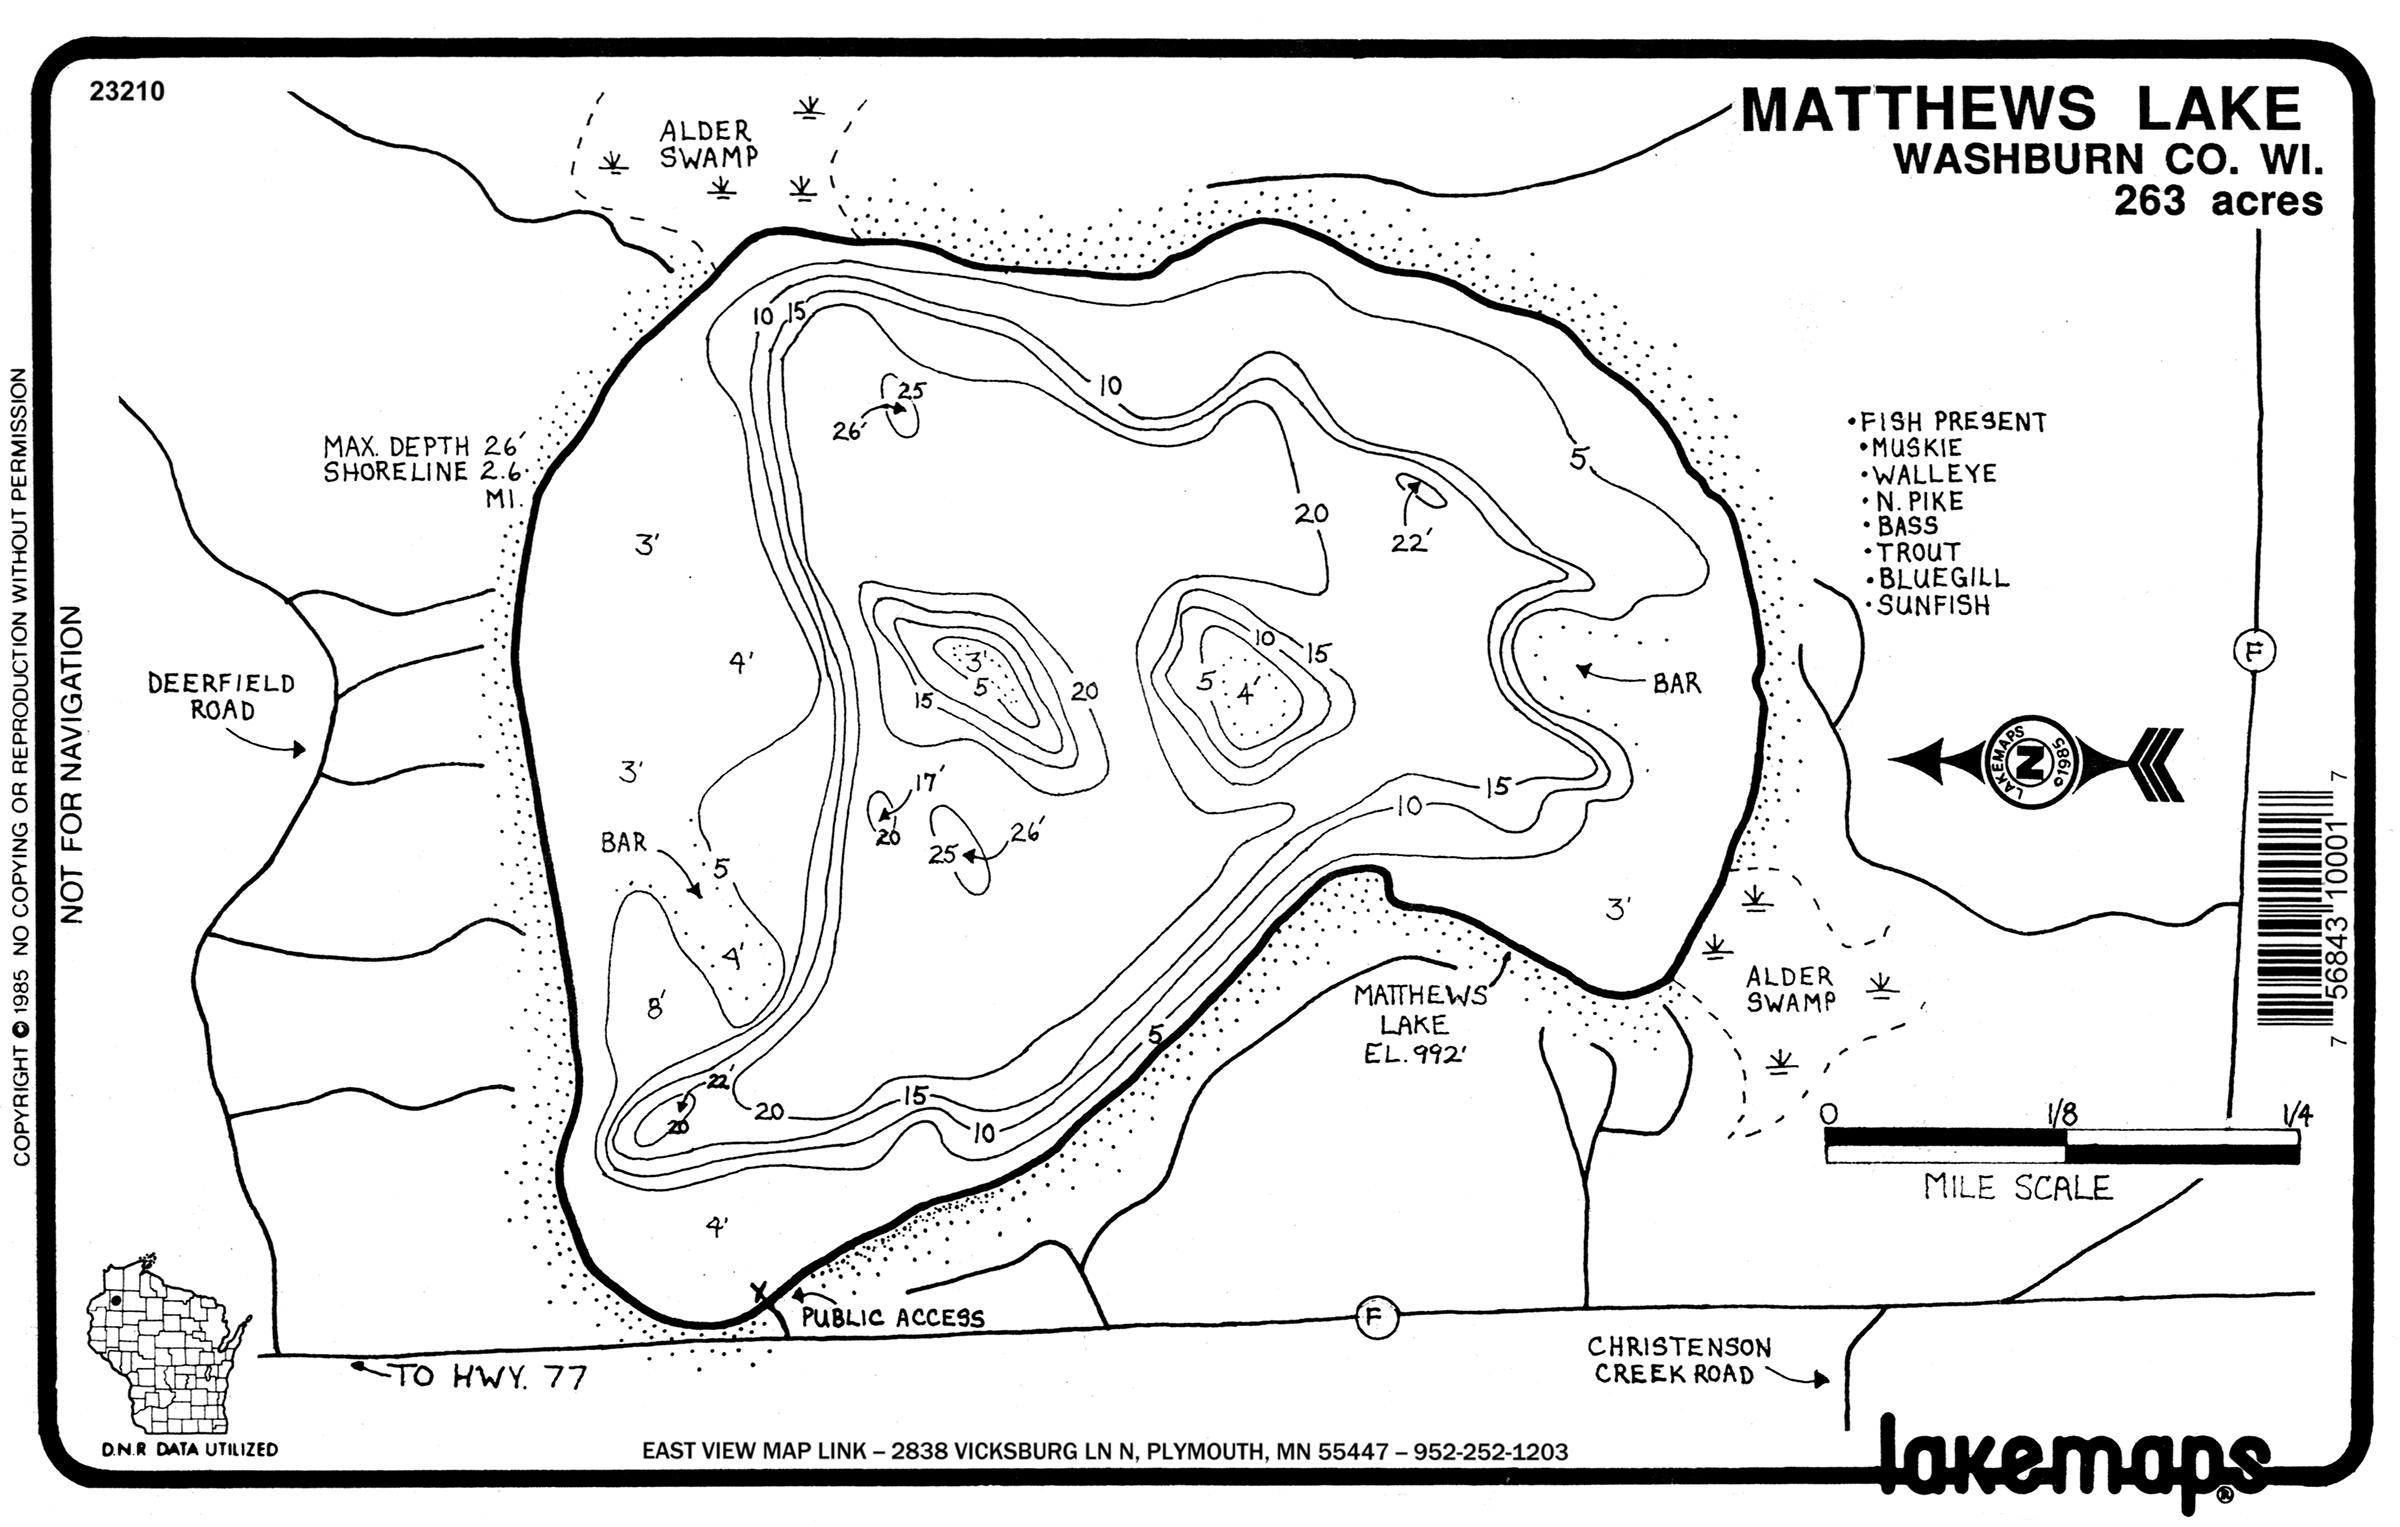 23210
MATTHEWS LAKE
WASHBURN CO. WI.
263 acres
ALDER
SWAMP
10
15
10
25
26'
MAX. DEPTH 26'
SHORELINE 2.6
MI.
5
20
22'
•FISH PRESENT
•MUSKIE
•WALLEYE
•N. PIKE
•BASS
•TROUT
•BLUEGILL
•SUNFISH
3'
4'
3'
5
15
20
10
15
5
4'
BAR
F
DEERFIELD
ROAD
LAKEMAPS
N
©1985
3'
17'
20
26'
25
15
10
BAR
5
4'
8'
3'
ALDER
SWAMP
MATTHEWS
LAKE
EL. 992'
5
22'
20
20
15
10
0
1/8
1/4
MILE SCALE
4'
X
PUBLIC ACCESS
F
TO HWY. 77
CHRISTENSON
CREEK ROAD
D.N.R DATA UTILIZED
EAST VIEW MAP LINK – 2838 VICKSBURG LN N, PLYMOUTH, MN 55447 – 952-252-1203
lakemaps®
COPYRIGHT © 1985 NO COPYING OR REPRODUCTION WITHOUT PERMISSION
NOT FOR NAVIGATION
7 56843 10001 7